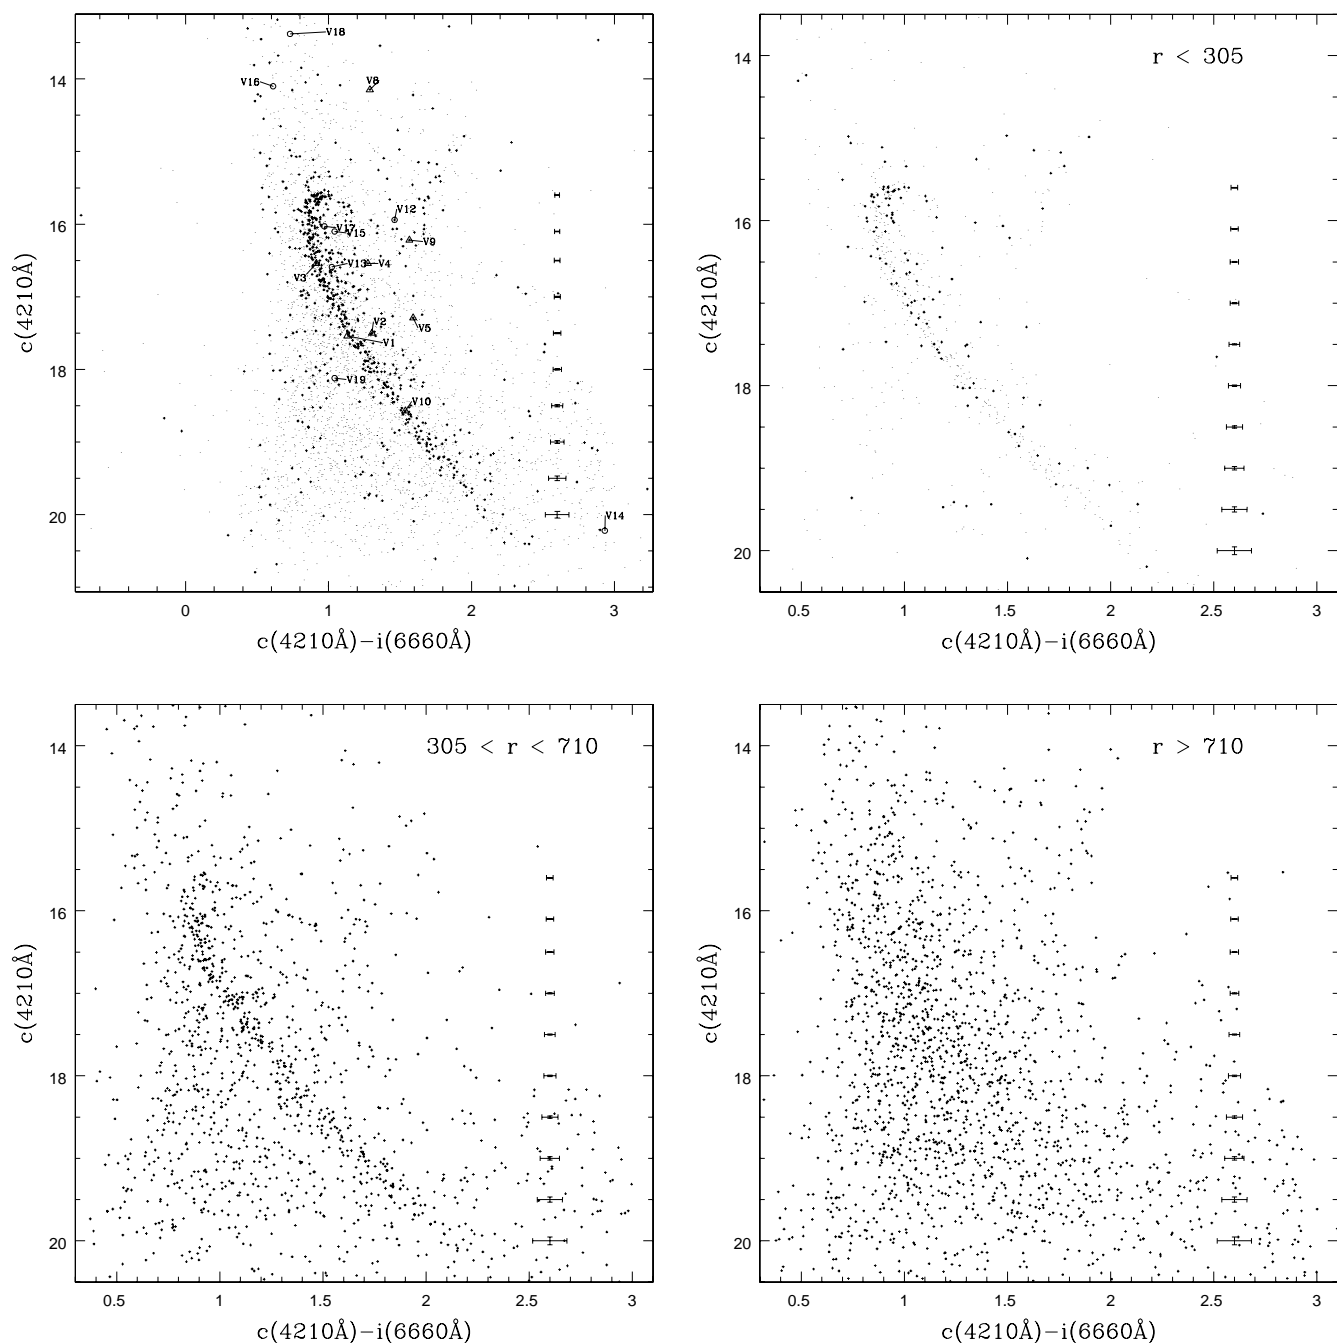 V18
V16
V8
14
V12
V17
V15
16
V9
V13
V4
V3
c(4210Å)
V2
V5
V1
18
V19
V10
20
V14
0
1
2
3
c(4210Å)−i(6660Å)
r < 305
14
16
c(4210Å)
18
20
0.5
1
1.5
2
2.5
3
c(4210Å)−i(6660Å)
305 < r < 710
14
16
c(4210Å)
18
20
0.5
1
1.5
2
2.5
3
c(4210Å)−i(6660Å)
r > 710
14
16
c(4210Å)
18
20
0.5
1
1.5
2
2.5
3
c(4210Å)−i(6660Å)